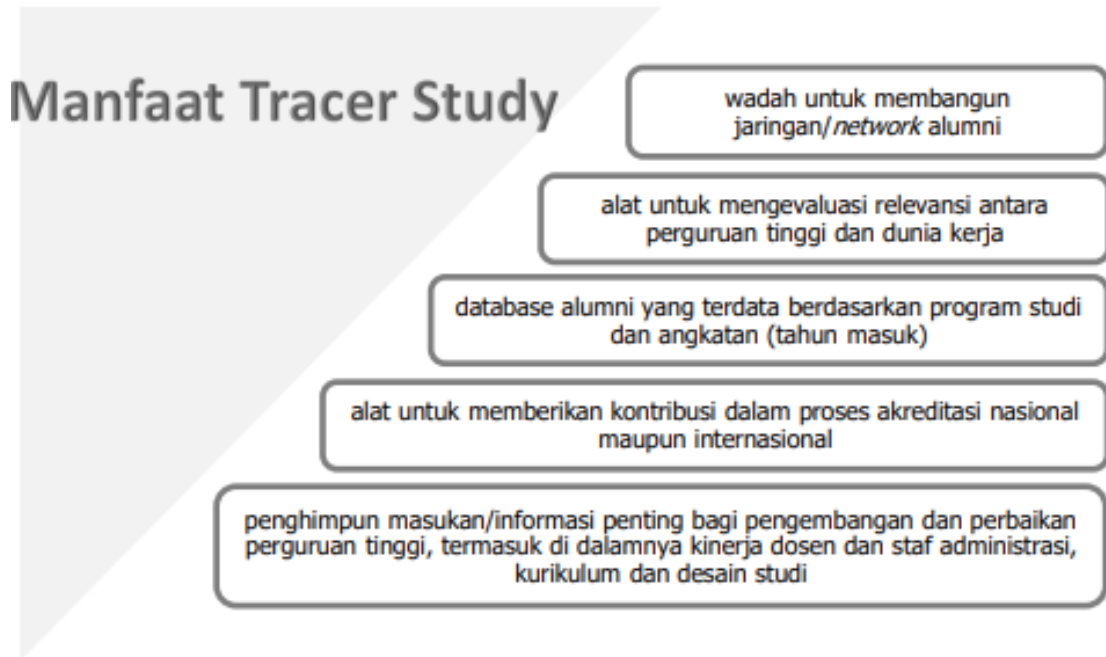 Manfaat Tracer Study
wadah untuk membangun
jaringan/network alumni
alat untuk mengevaluasi relevansi antara
perguruan tinggi dan dunia kerja
database alumni yang terdata berdasarkan program studi
dan angkatan (tahun masuk)
alat untuk memberikan kontribusi dalam proses akreditasi nasional
maupun internasional
penghimpun masukan/informasi penting bagi pengembangan dan perbaikan
perguruan tinggi, termasuk di dalamnya kinerja dosen dan staf administrasi,
kurikulum dan desain studi